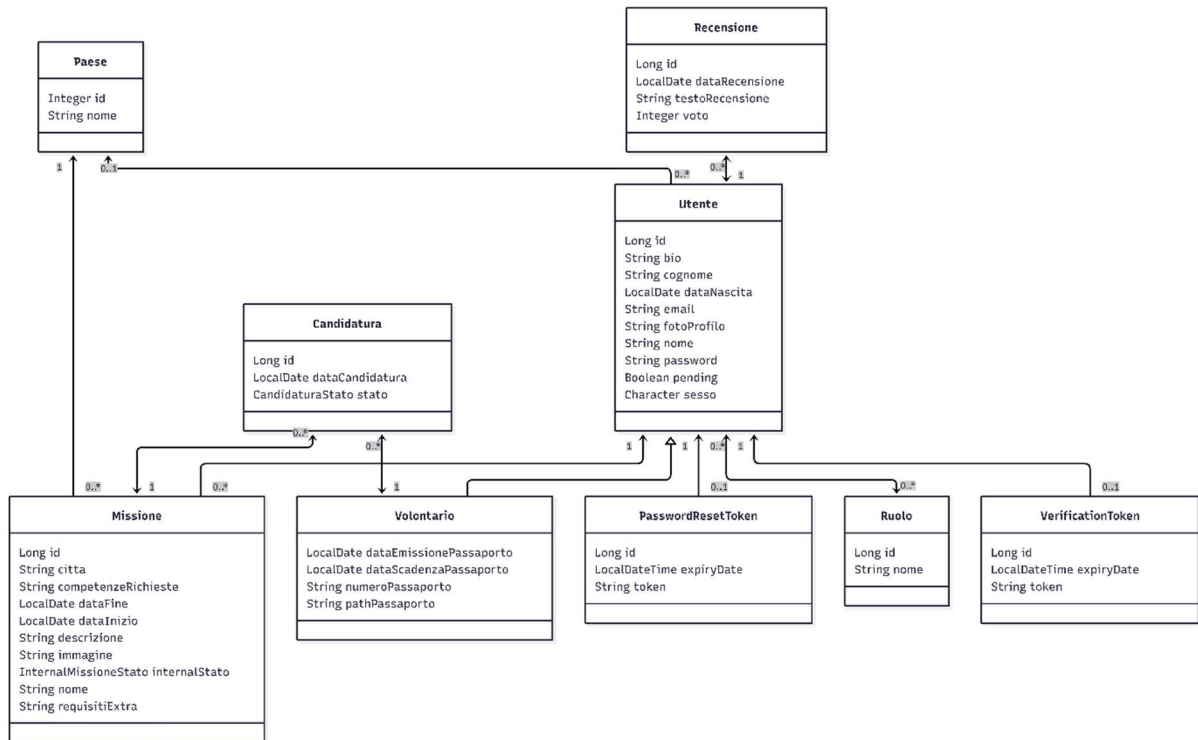 Recensione
Long id
LocalDate dataRecensione
String testoRecensione
Integer voto
Paese
Integer id
String nome
1
0..1
0..*
0..*
1
Utente
Long id
String bio
String cognome
LocalDate dataNascita
String email
String fotoProfilo
String nome
String password
Boolean pending
Character sesso
Candidatura
Long id
LocalDate dataCandidatura
CandidaturaStato stato
0..*
0..*
1
1
0..*
1
0..*
1
0..*
1
0..1
0..*
0..1
Missione
Long id
String citta
String competenzeRichieste
LocalDate dataFine
LocalDate dataInizio
String descrizione
String immagine
InternalMissioneStato internalStato
String nome
String requisitiExtra
Volontario
LocalDate dataEmissionePassaporto
LocalDate dataScadenzaPassaporto
String numeroPassaporto
String pathPassaporto
PasswordResetToken
Long id
LocalDateTime expiryDate
String token
Ruolo
Long id
String nome
VerificationToken
Long id
LocalDateTime expiryDate
String token